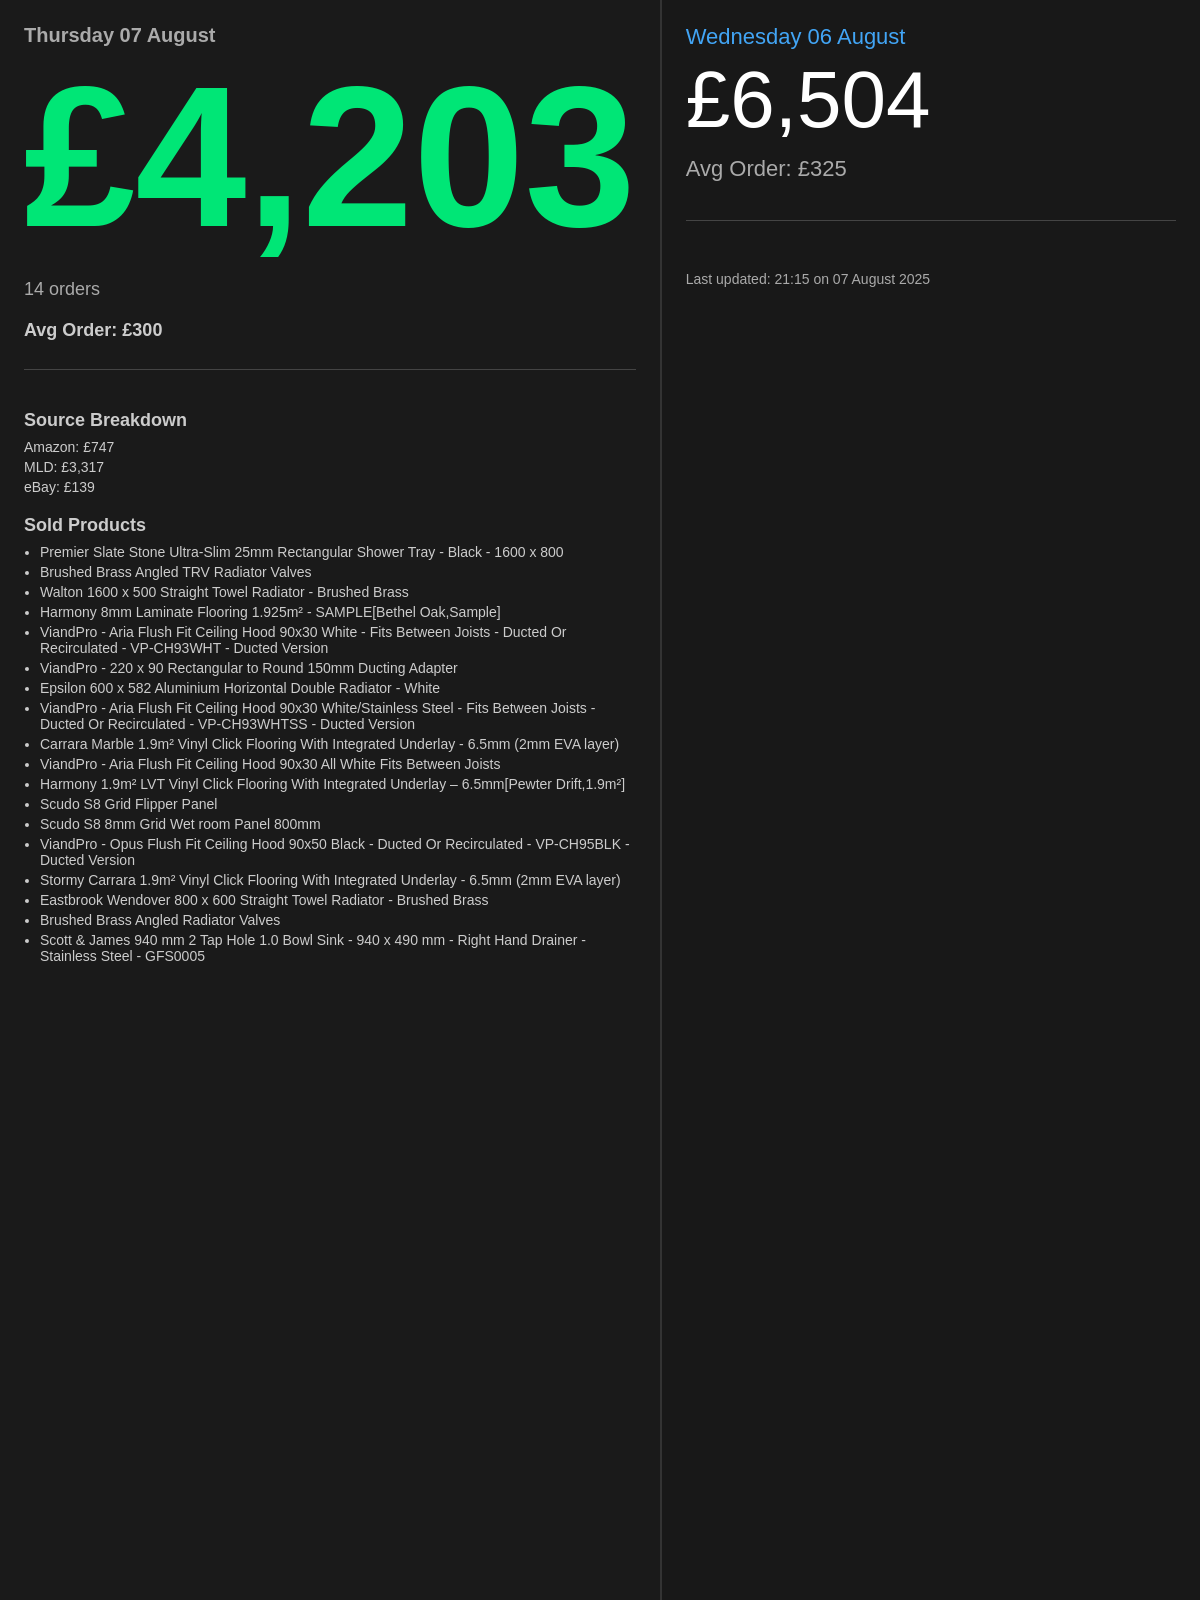 Thursday 07 August
£4,203
14 orders
Avg Order: £300
Source Breakdown
Amazon: £747
MLD: £3,317
eBay: £139
Sold Products
• Premier Slate Stone Ultra-Slim 25mm Rectangular Shower Tray - Black - 1600 x 800
• Brushed Brass Angled TRV Radiator Valves
• Walton 1600 x 500 Straight Towel Radiator - Brushed Brass
• Harmony 8mm Laminate Flooring 1.925m² - SAMPLE[Bethel Oak,Sample]
• ViandPro - Aria Flush Fit Ceiling Hood 90x30 White - Fits Between Joists - Ducted Or
Recirculated - VP-CH93WHT - Ducted Version
• ViandPro - 220 x 90 Rectangular to Round 150mm Ducting Adapter
• Epsilon 600 x 582 Aluminium Horizontal Double Radiator - White
• ViandPro - Aria Flush Fit Ceiling Hood 90x30 White/Stainless Steel - Fits Between Joists -
Ducted Or Recirculated - VP-CH93WHTSS - Ducted Version
• Carrara Marble 1.9m² Vinyl Click Flooring With Integrated Underlay - 6.5mm (2mm EVA layer)
• ViandPro - Aria Flush Fit Ceiling Hood 90x30 All White Fits Between Joists
• Harmony 1.9m² LVT Vinyl Click Flooring With Integrated Underlay – 6.5mm[Pewter Drift,1.9m²]
• Scudo S8 Grid Flipper Panel
• Scudo S8 8mm Grid Wet room Panel 800mm
• ViandPro - Opus Flush Fit Ceiling Hood 90x50 Black - Ducted Or Recirculated - VP-CH95BLK -
Ducted Version
• Stormy Carrara 1.9m² Vinyl Click Flooring With Integrated Underlay - 6.5mm (2mm EVA layer)
• Eastbrook Wendover 800 x 600 Straight Towel Radiator - Brushed Brass
• Brushed Brass Angled Radiator Valves
• Scott & James 940 mm 2 Tap Hole 1.0 Bowl Sink - 940 x 490 mm - Right Hand Drainer -
Stainless Steel - GFS0005
Wednesday 06 August
£6,504
Avg Order: £325
Last updated: 21:15 on 07 August 2025